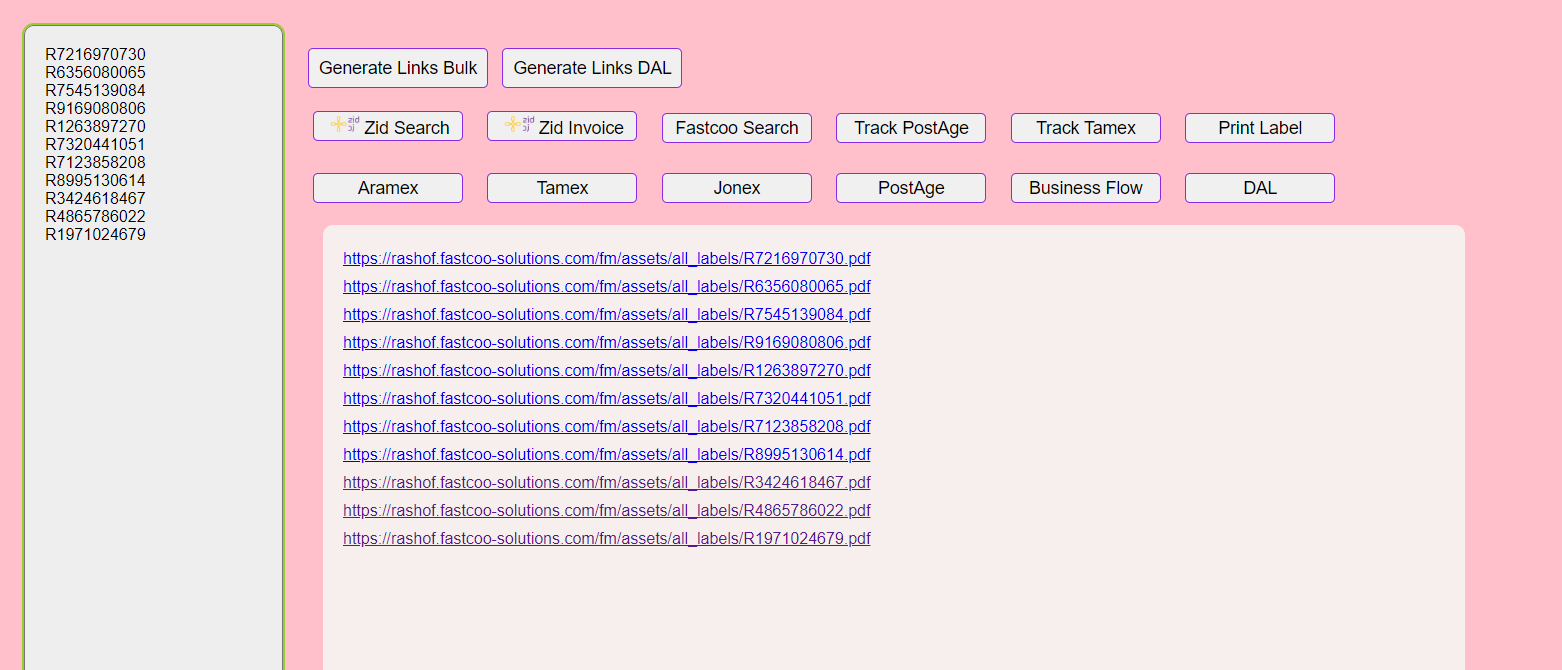 R7216970730
R6356080065
R7545139084
R9169080806
R1263897270
R7320441051
R7123858208
R8995130614
R3424618467
R4865786022
R1971024679
Generate Links Bulk Generate Links DAL
zid Zid Search zid Zid Invoice Fastcoo Search Track PostAge Track Tamex Print Label
Aramex Tamex Jonex PostAge Business Flow DAL
https://rashof.fastcoo-solutions.com/fm/assets/all_labels/R7216970730.pdf
https://rashof.fastcoo-solutions.com/fm/assets/all_labels/R6356080065.pdf
https://rashof.fastcoo-solutions.com/fm/assets/all_labels/R7545139084.pdf
https://rashof.fastcoo-solutions.com/fm/assets/all_labels/R9169080806.pdf
https://rashof.fastcoo-solutions.com/fm/assets/all_labels/R1263897270.pdf
https://rashof.fastcoo-solutions.com/fm/assets/all_labels/R7320441051.pdf
https://rashof.fastcoo-solutions.com/fm/assets/all_labels/R7123858208.pdf
https://rashof.fastcoo-solutions.com/fm/assets/all_labels/R8995130614.pdf
https://rashof.fastcoo-solutions.com/fm/assets/all_labels/R3424618467.pdf
https://rashof.fastcoo-solutions.com/fm/assets/all_labels/R4865786022.pdf
https://rashof.fastcoo-solutions.com/fm/assets/all_labels/R1971024679.pdf